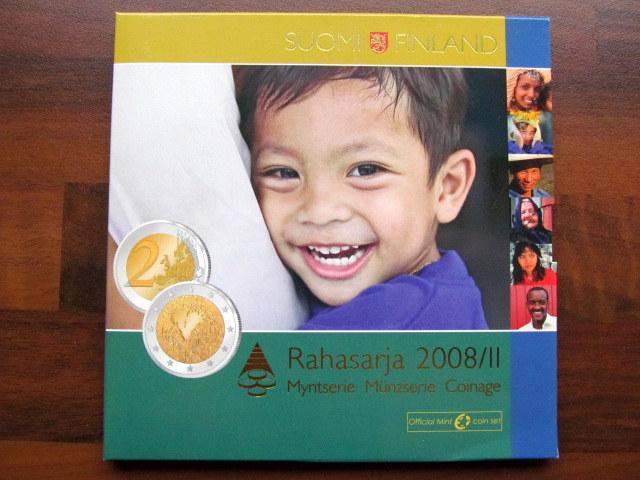 SUOMI FINLAND
2
Rahasarja 2008/II
Myntserie Münzserie Coinage
Official Mint coin set